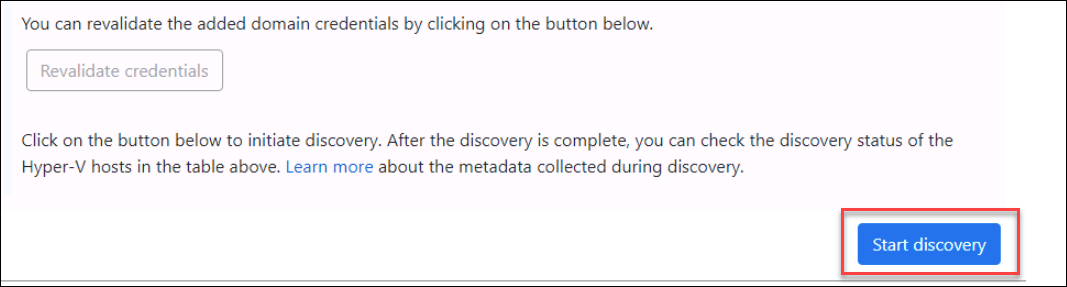 You can revalidate the added domain credentials by clicking on the button below.
Revalidate credentials
Click on the button below to initiate discovery. After the discovery is complete, you can check the discovery status of the
Hyper-V hosts in the table above. Learn more about the metadata collected during discovery.
Start discovery